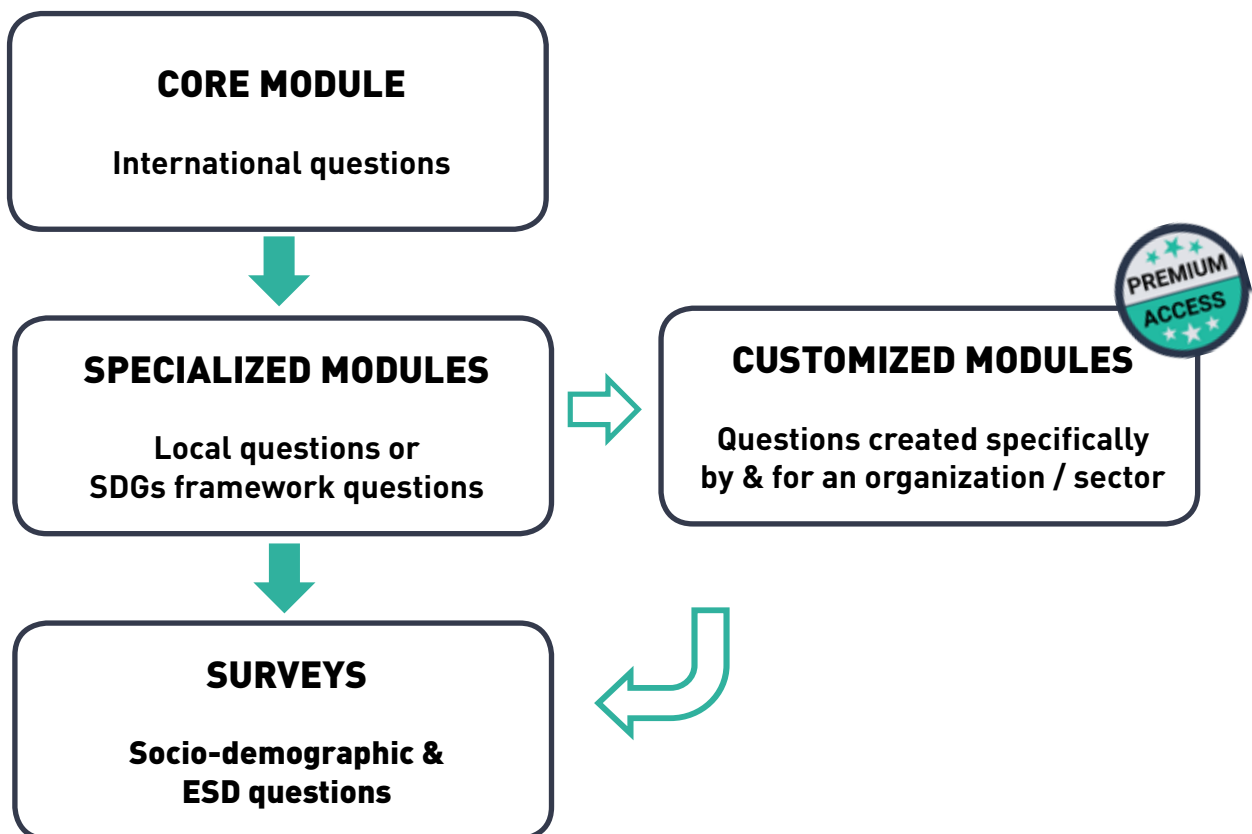 CORE MODULE
International questions
SPECIALIZED MODULES
Local questions or
SDGs framework questions
PREMIUM
ACCESS
CUSTOMIZED MODULES
Questions created specifically
by & for an organization / sector
SURVEYS
Socio-demographic &
ESD questions